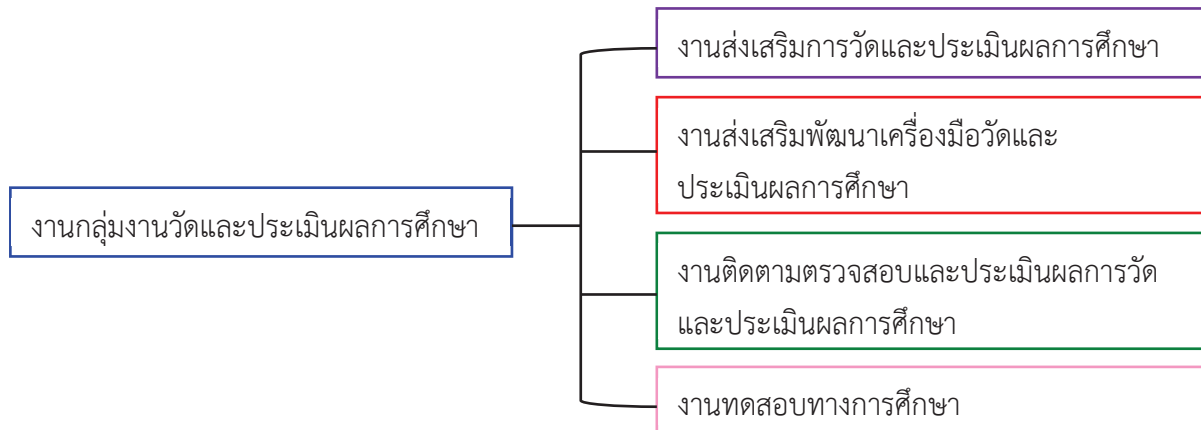 งานส่งเสริมการวัดและประเมินผลการศึกษา
งานส่งเสริมพัฒนาเครื่องมือวัดและ
ประเมินผลการศึกษา
งานกลุ่มงานวัดและประเมินผลการศึกษา
งานติดตามตรวจสอบและประเมินผลการวัด
และประเมินผลการศึกษา
งานทดสอบทางการศึกษา